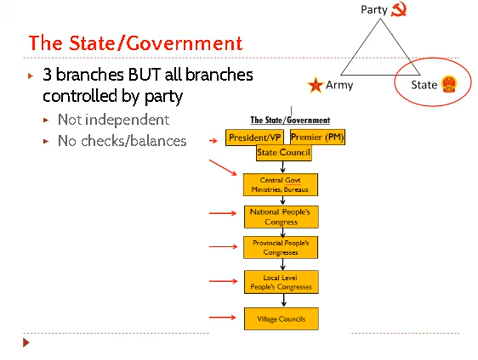 Party
The State/Government
Army
State
3 branches BUT all branches
controlled by party
Not independent
No checks/balances
The State/Government
President/VP
Premier (PM)
State Council
Central Govt
Ministries, Bureaus
National People's
Congress
Provincial People's
Congresses
Local Level
People's Congresses
Village Councils